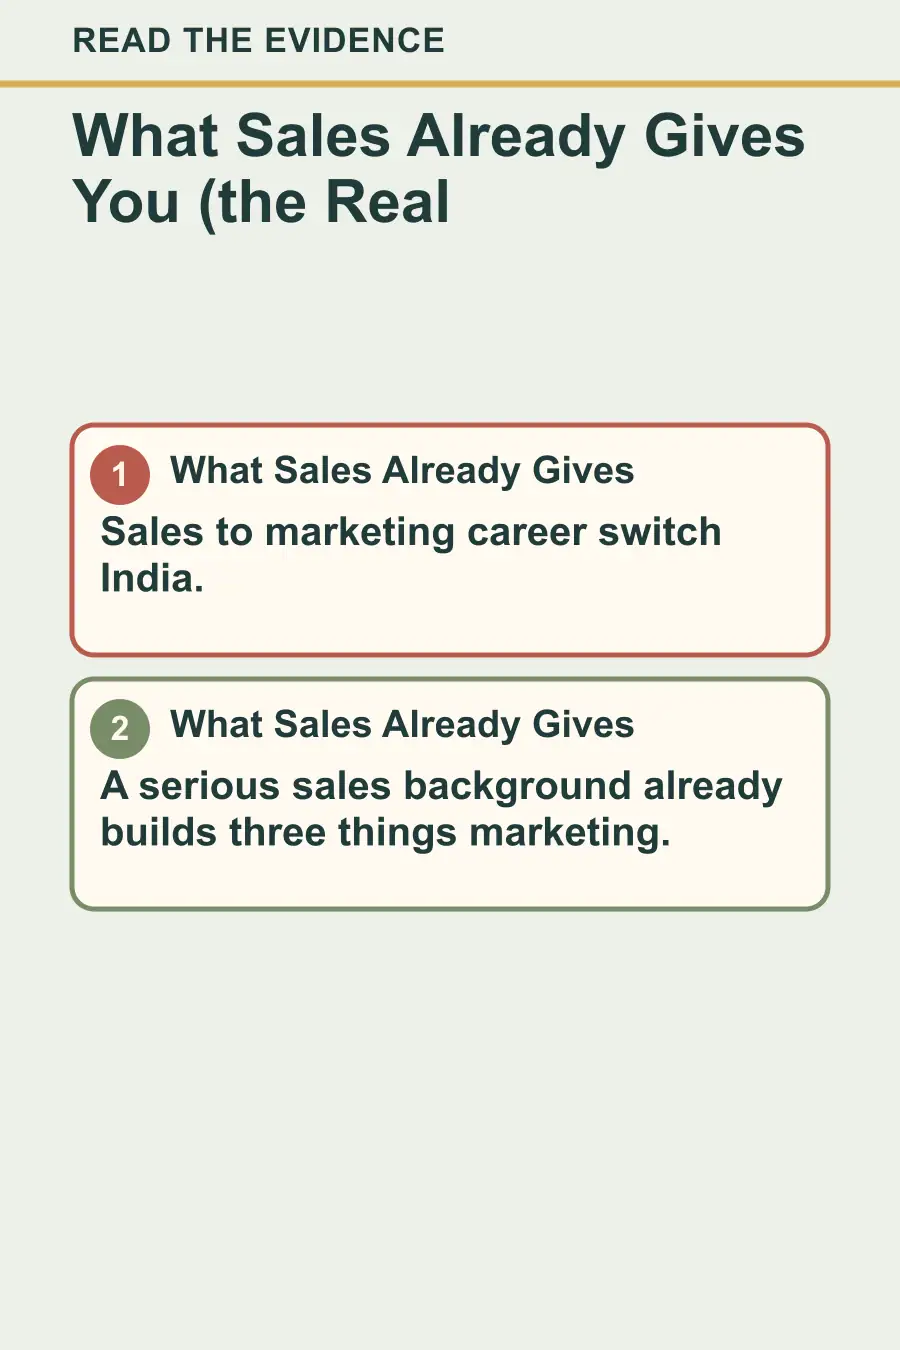 READ THE EVIDENCE
What Sales Already Gives
You (the Real
1 What Sales Already Gives
Sales to marketing career switch
India.
2 What Sales Already Gives
A serious sales background already
builds three things marketing.